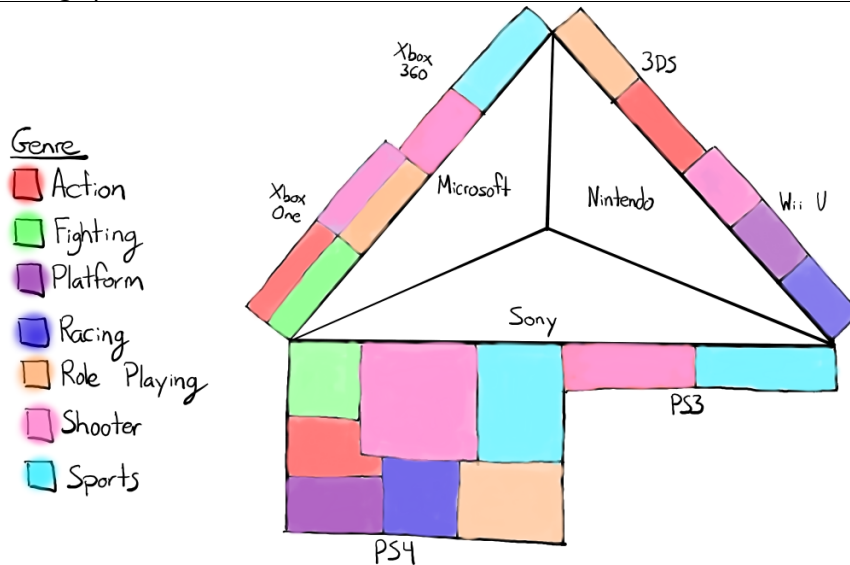 Genre
Action
Fighting
Platform
Racing
Role Playing
Shooter
Sports
Xbox
360
3DS
Xbox
One
Microsoft
Nintendo
Wii U
Sony
PS3
PS4